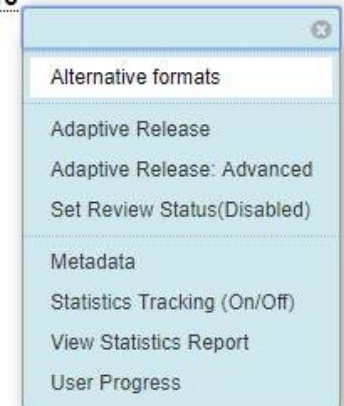 Alternative formats
Adaptive Release
Adaptive Release: Advanced
Set Review Status(Disabled)
Metadata
Statistics Tracking (On/Off)
View Statistics Report
User Progress